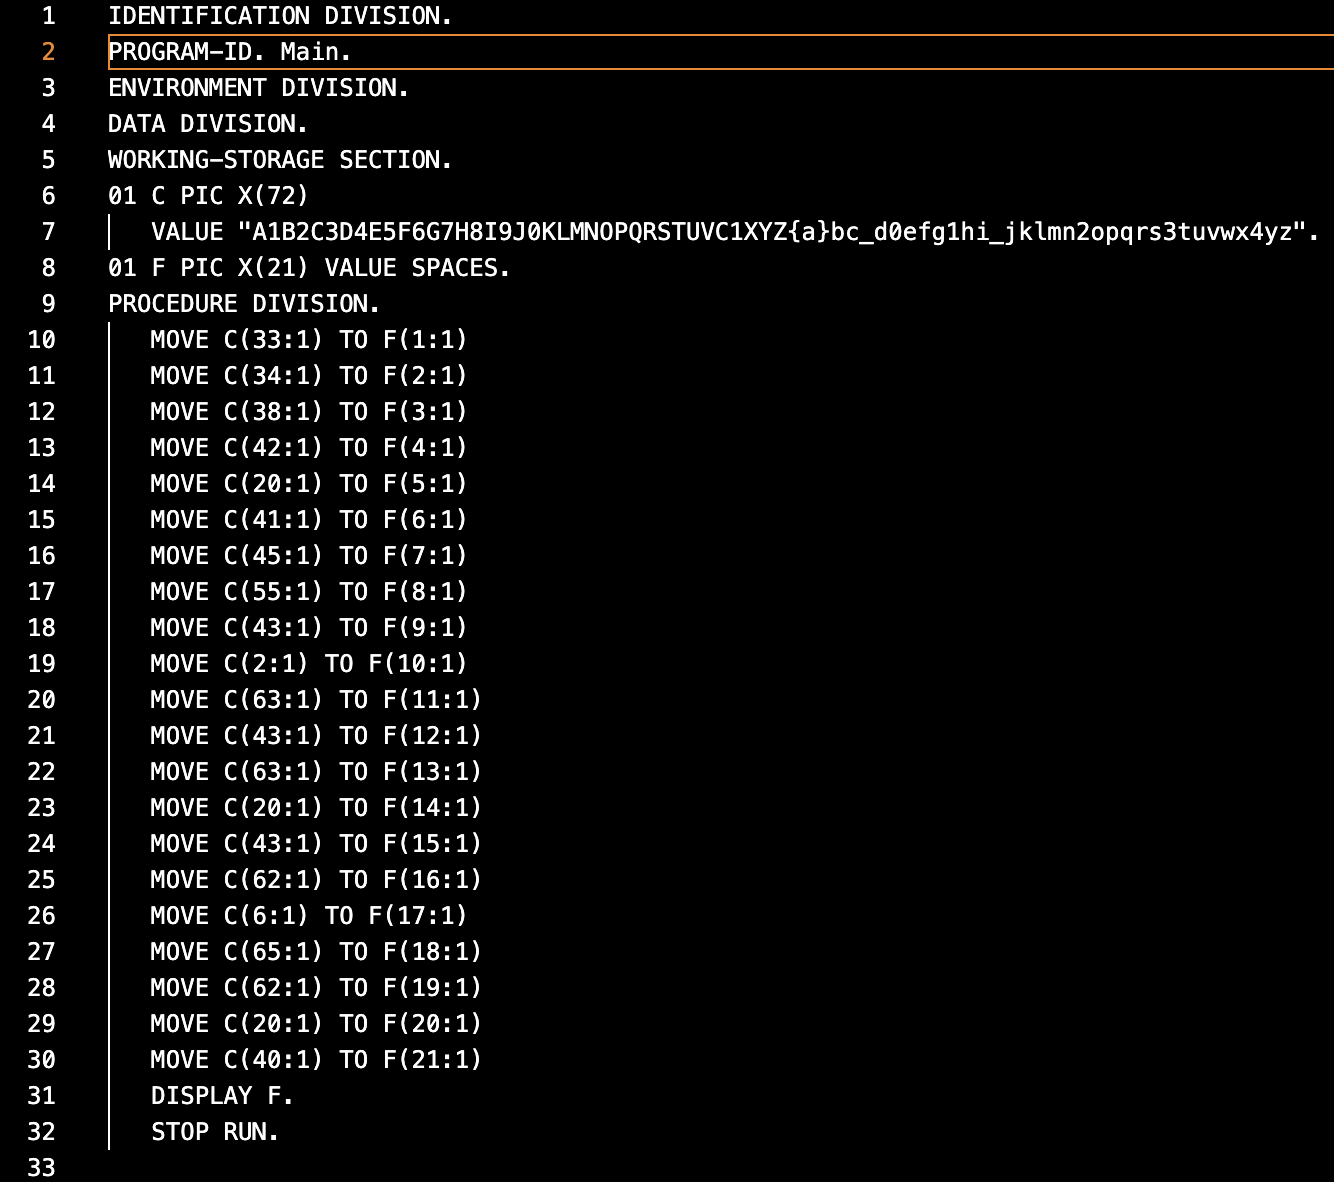 1 IDENTIFICATION DIVISION.
2 PROGRAM-ID. Main.
3 ENVIRONMENT DIVISION.
4 DATA DIVISION.
5 WORKING-STORAGE SECTION.
6 01 C PIC X(72)
7 VALUE "A1B2C3D4E5F6G7H8I9J0KLMNOPQRSTUVC1XYZ{a}bc_d0efg1hi_jklmn2opqrs3tuvwx4yz".
8 01 F PIC X(21) VALUE SPACES.
9 PROCEDURE DIVISION.
10 MOVE C(33:1) TO F(1:1)
11 MOVE C(34:1) TO F(2:1)
12 MOVE C(38:1) TO F(3:1)
13 MOVE C(42:1) TO F(4:1)
14 MOVE C(20:1) TO F(5:1)
15 MOVE C(41:1) TO F(6:1)
16 MOVE C(45:1) TO F(7:1)
17 MOVE C(55:1) TO F(8:1)
18 MOVE C(43:1) TO F(9:1)
19 MOVE C(2:1) TO F(10:1)
20 MOVE C(63:1) TO F(11:1)
21 MOVE C(43:1) TO F(12:1)
22 MOVE C(63:1) TO F(13:1)
23 MOVE C(20:1) TO F(14:1)
24 MOVE C(43:1) TO F(15:1)
25 MOVE C(62:1) TO F(16:1)
26 MOVE C(6:1) TO F(17:1)
27 MOVE C(65:1) TO F(18:1)
28 MOVE C(62:1) TO F(19:1)
29 MOVE C(20:1) TO F(20:1)
30 MOVE C(40:1) TO F(21:1)
31 DISPLAY F.
32 STOP RUN.
33